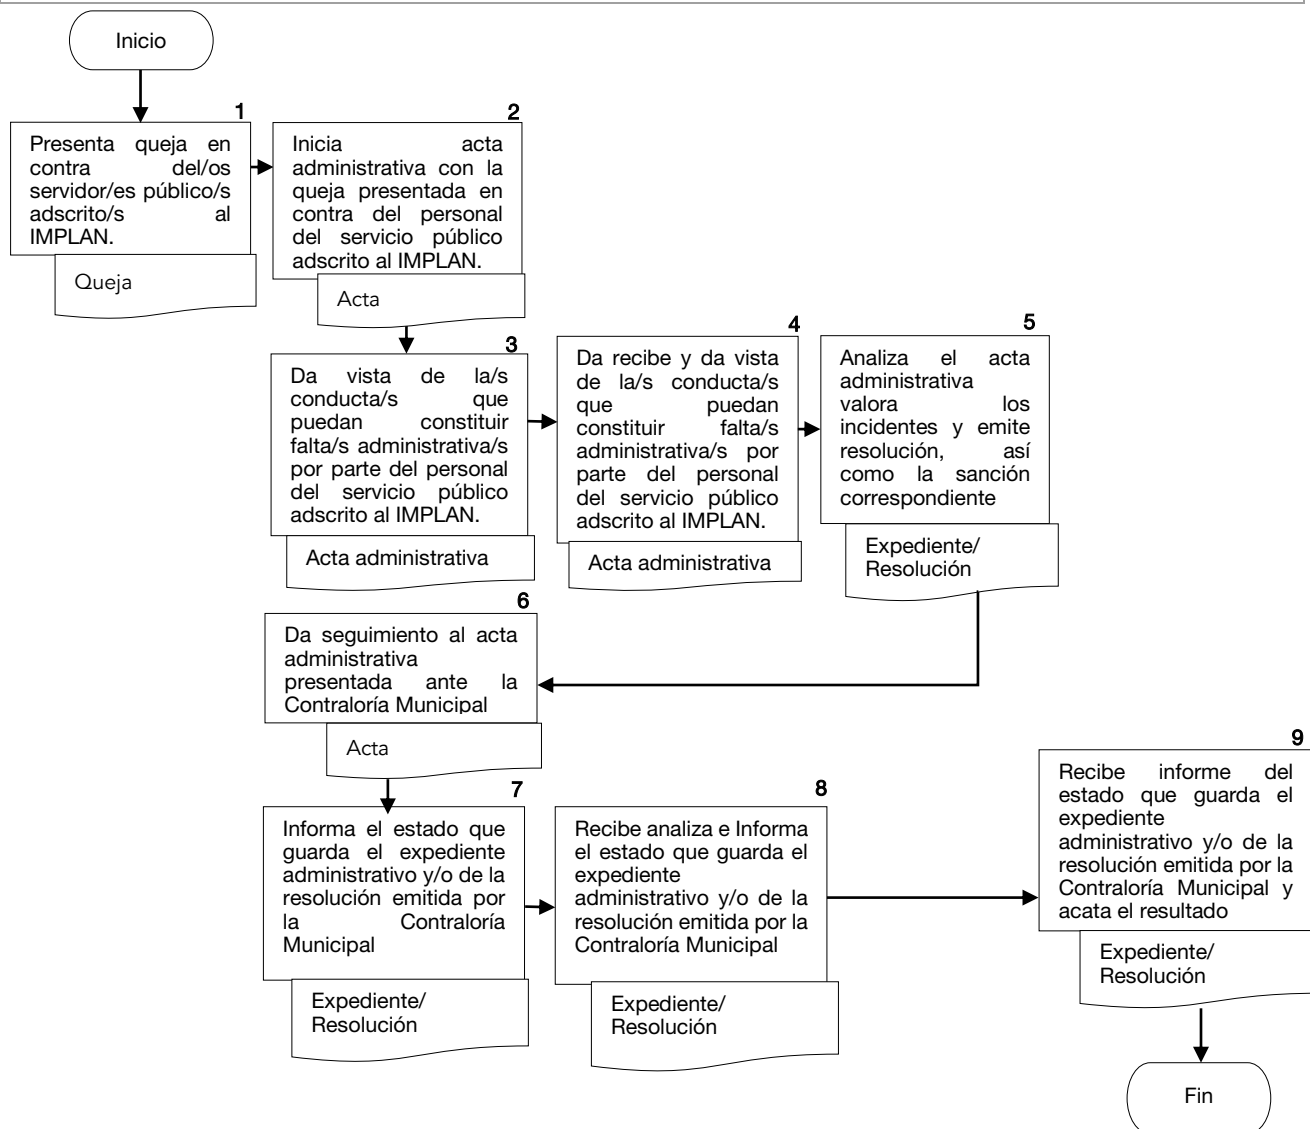 Inicio
1
Presenta queja en
contra del/os
servidor/es público/s
adscrito/s al
IMPLAN.
Queja
2
Inicia acta
administrativa con la
queja presentada en
contra del personal
del servicio público
adscrito al IMPLAN.
Acta
3
Da vista de la/s
conducta/s que
puedan constituir
falta/s administrativa/s
por parte del personal
del servicio público
adscrito al IMPLAN.
Acta administrativa
4
Da recibe y da vista
de la/s conducta/s
que puedan
constituir falta/s
administrativa/s por
parte del personal
del servicio público
adscrito al IMPLAN.
Acta administrativa
5
Analiza el acta
administrativa
valora los
incidentes y emite
resolución, así
como la sanción
correspondiente
Expediente/
Resolución
6
Da seguimiento al acta
administrativa
presentada ante la
Contraloría Municipal
Acta
7
Informa el estado que
guarda el expediente
administrativo y/o de la
resolución emitida por
la Contraloría
Municipal
Expediente/
Resolución
8
Recibe analiza e Informa
el estado que guarda el
expediente
administrativo y/o de la
resolución emitida por la
Contraloría Municipal
Expediente/
Resolución
9
Recibe informe del
estado que guarda el
expediente
administrativo y/o de la
resolución emitida por la
Contraloría Municipal y
acata el resultado
Expediente/
Resolución
Fin